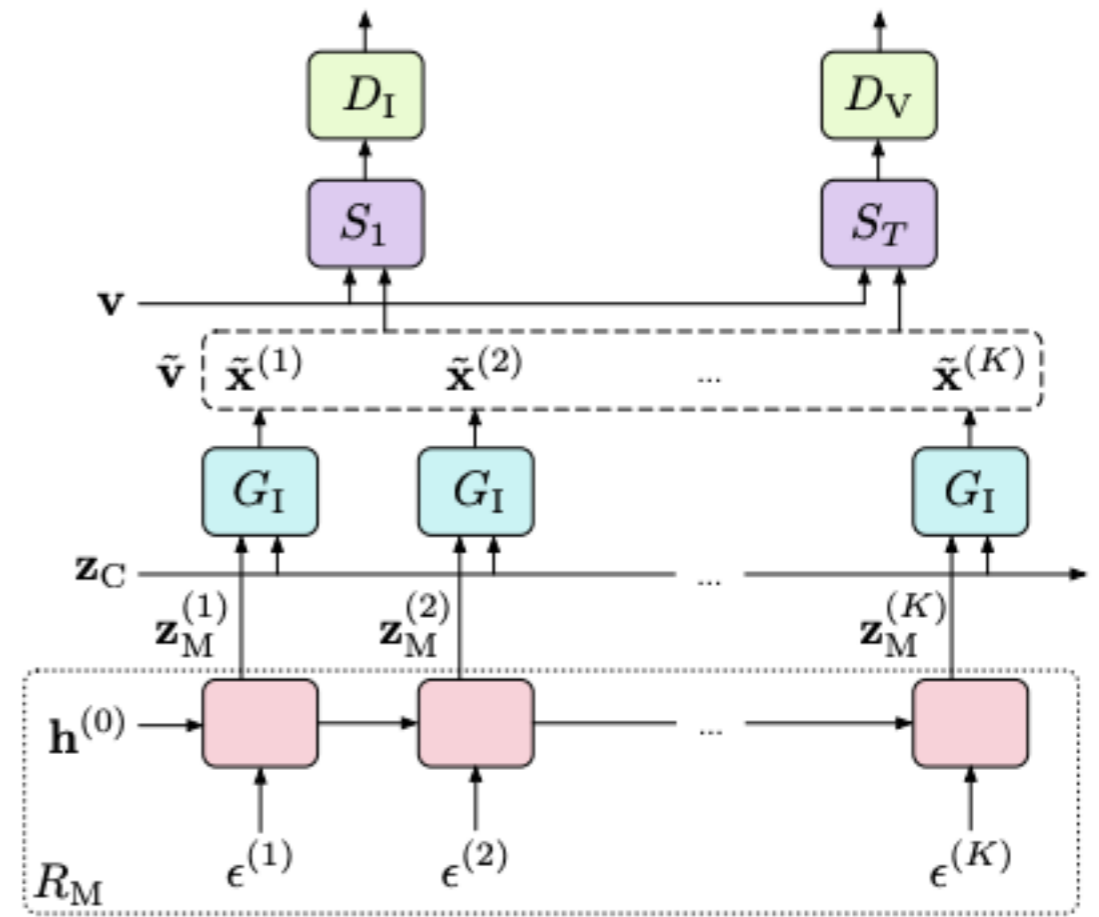 D_I D_V
S_1 S_T
v
ṽ x̃^(1) x̃^(2) ... x̃^(K)
G_I G_I G_I
z_C ...
z_M^(1) z_M^(2) z_M^(K)
h^(0) ...
ϵ^(1) ϵ^(2) ϵ^(K)
R_M